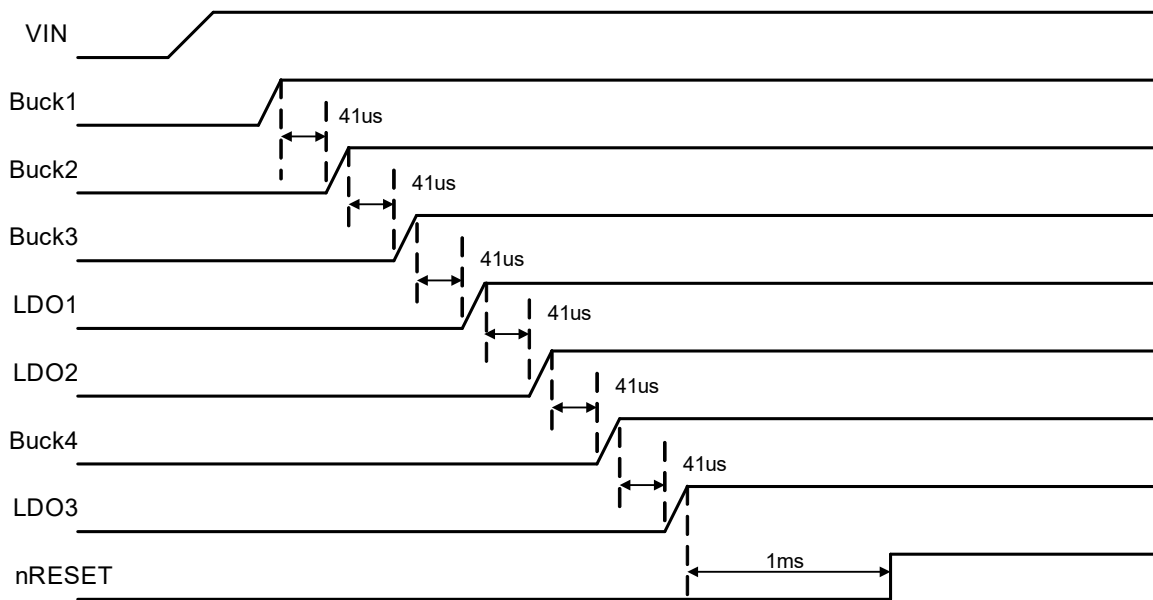 VIN
Buck1
41us
Buck2
41us
Buck3
41us
LDO1
41us
LDO2
41us
Buck4
41us
LDO3
1ms
nRESET